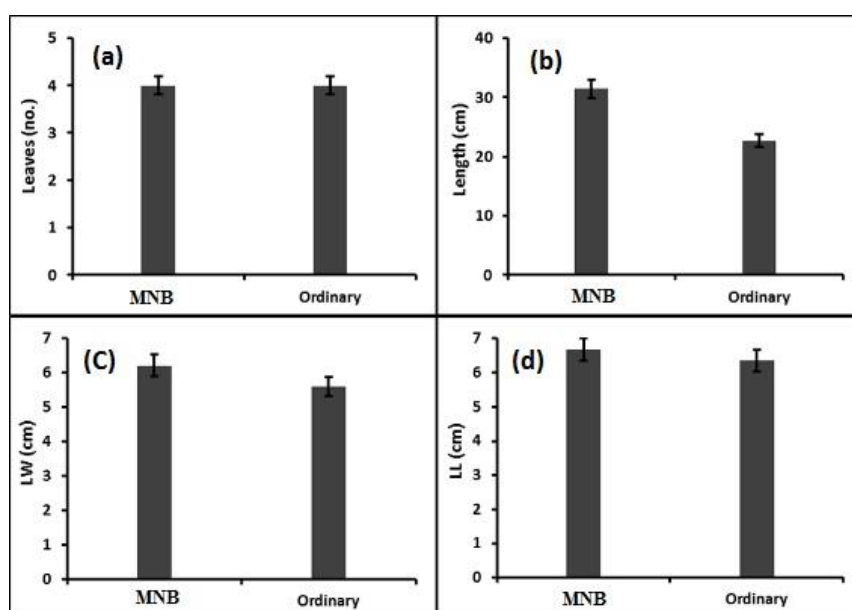 (a)
Leaves (no.)
5
4
3
2
1
0
MNB Ordinary
(b)
Length (cm)
40
30
20
10
0
MNB Ordinary
(C)
LW (cm)
7
6
5
4
3
2
1
0
MNB Ordinary
(d)
LL (cm)
7
6
5
4
3
2
1
0
MNB Ordinary